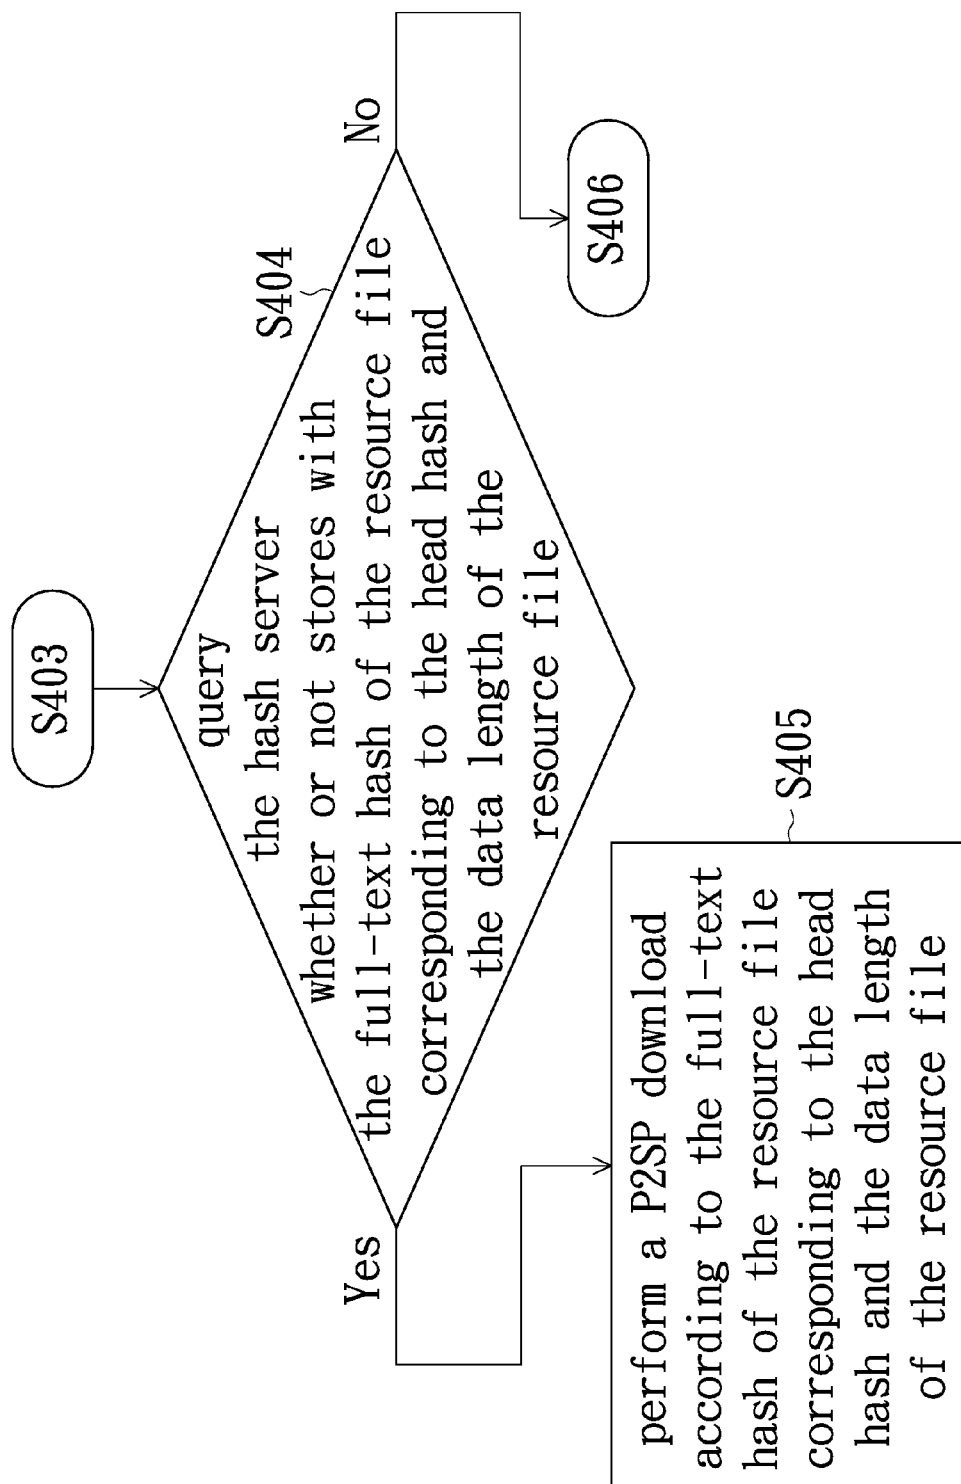 S403
S404
query
the hash server
whether or not stores with
the full-text hash of the resource file
corresponding to the head hash and
the data length of the
resource file
Yes
No
S405
perform a P2SP download
according to the full-text
hash of the resource file
corresponding to the head
hash and the data length
of the resource file
S406